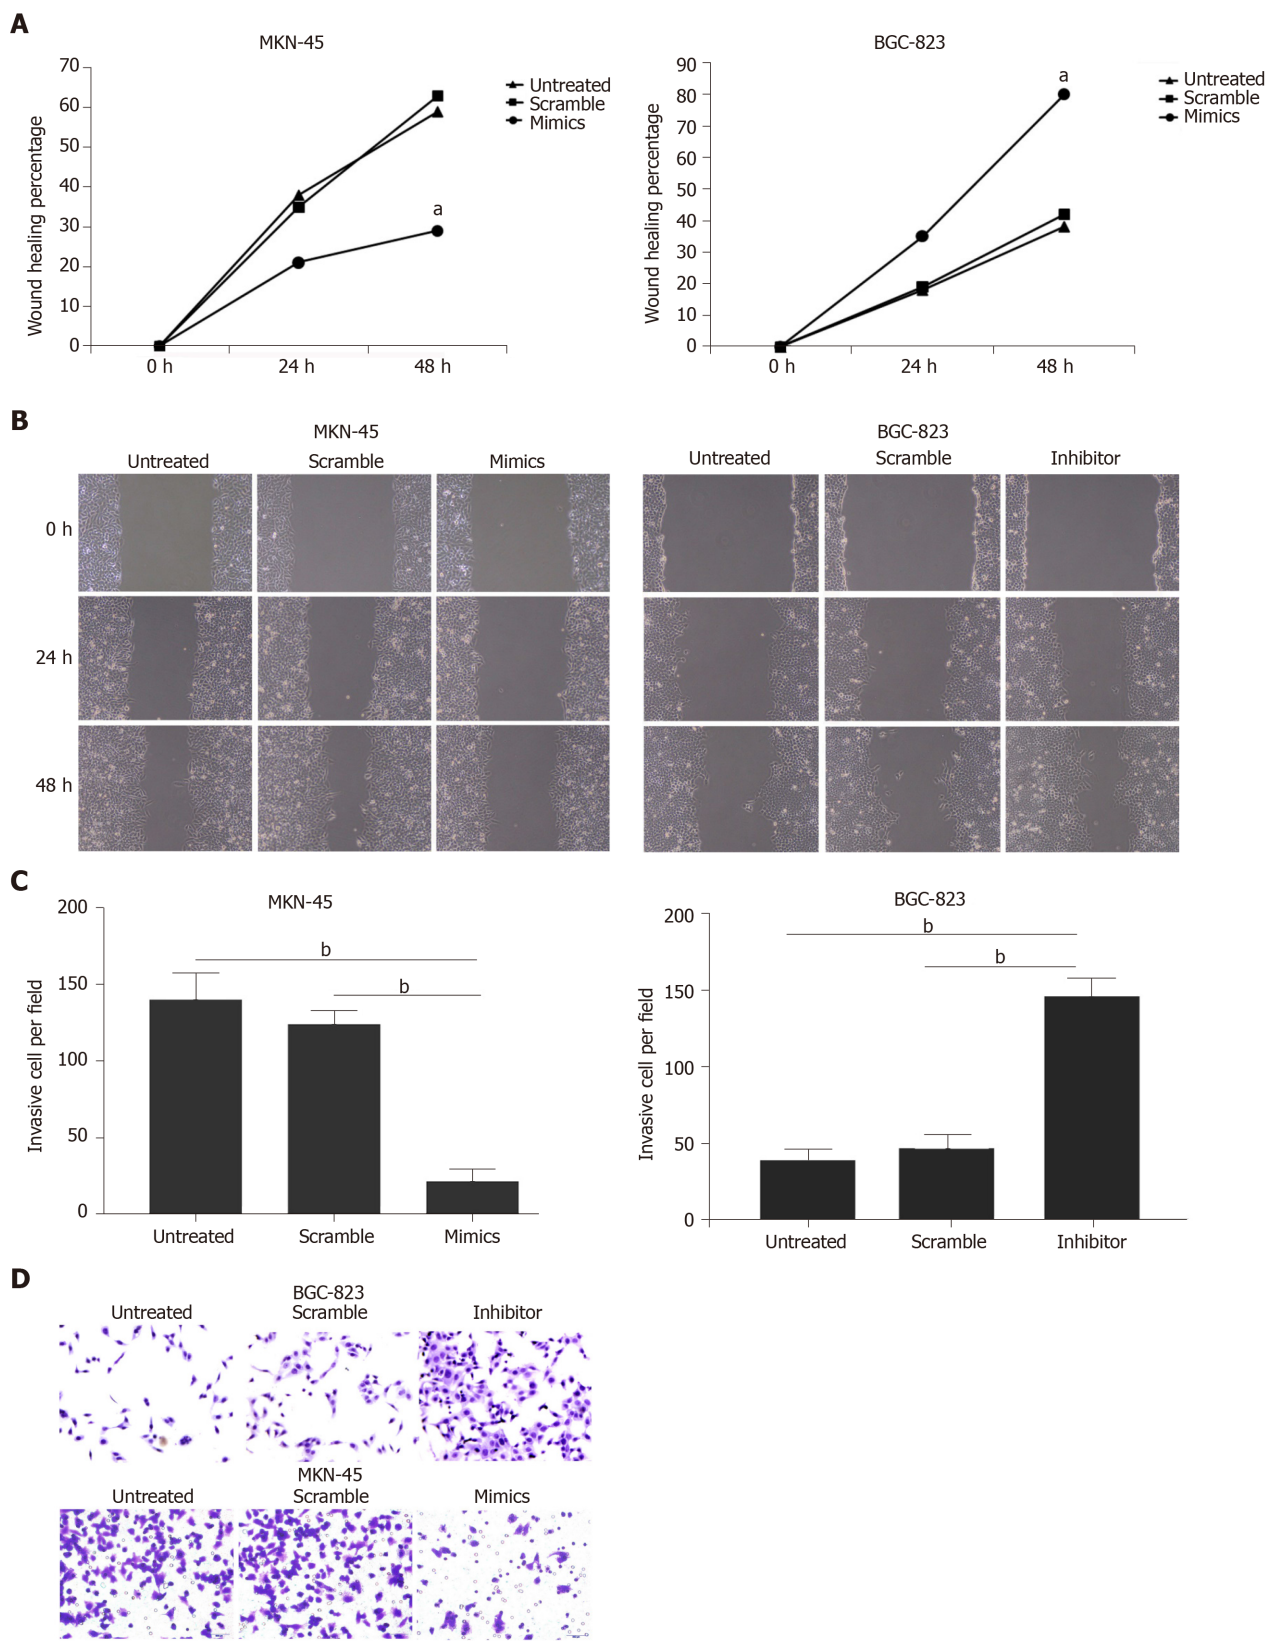 A
MKN-45
Wound healing percentage
70
60
50
40
30
20
10
0
0 h
24 h
48 h
a
Untreated
Scramble
Mimics
BGC-823
Wound healing percentage
90
80
70
60
50
40
30
20
10
0
0 h
24 h
48 h
a
Untreated
Scramble
Mimics
B
MKN-45
Untreated Scramble Mimics
BGC-823
Untreated Scramble Inhibitor
0 h
24 h
48 h
C
MKN-45
Invasive cell per field
200
150
100
50
0
b
b
Untreated Scramble Mimics
BGC-823
Invasive cell per field
200
150
100
50
0
b
b
Untreated Scramble Inhibitor
D
BGC-823
Untreated Scramble Inhibitor
MKN-45
Untreated Scramble Mimics